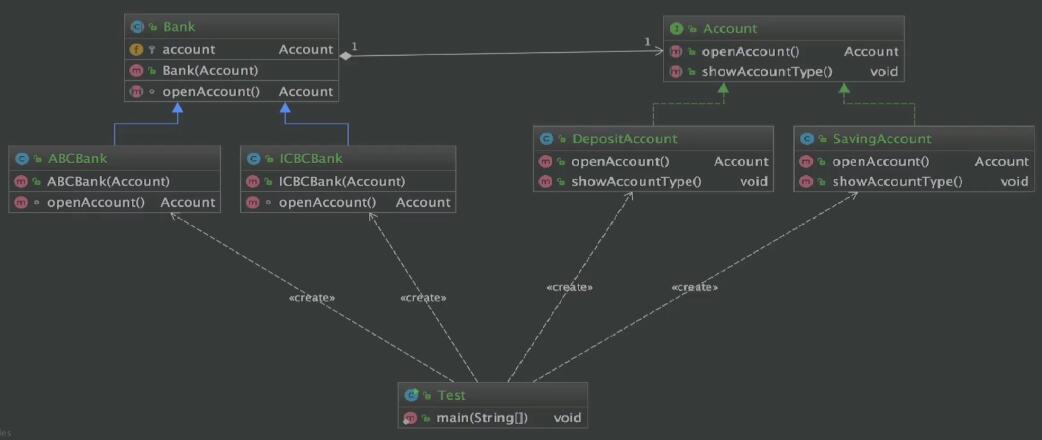 Bank
account Account
Bank(Account)
openAccount() Account
1
1
Account
openAccount() Account
showAccountType() void
ABCBank
ABCBank(Account)
openAccount() Account
ICBCBank
ICBCBank(Account)
openAccount() Account
DepositAccount
openAccount() Account
showAccountType() void
SavingAccount
openAccount() Account
showAccountType() void
«create»
«create»
«create»
«create»
Test
main(String[]) void